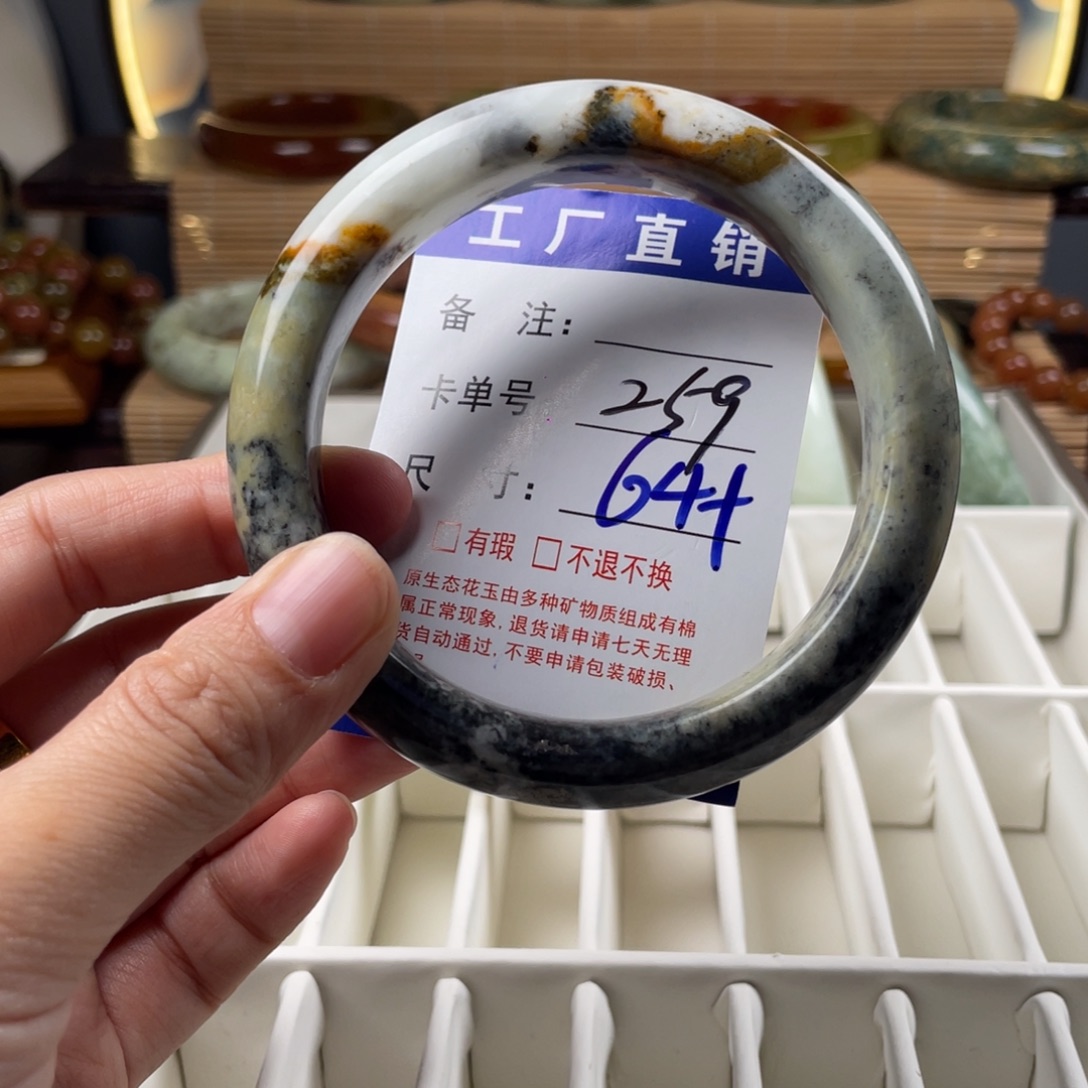 工厂直销
备 注：
卡单号 259
尺 寸： 64+
□有瑕 □不退不换
原生态花玉由多种矿物质组成有棉
属正常现象, 退货请申请七天无理
货自动通过, 不要申请包装破损、